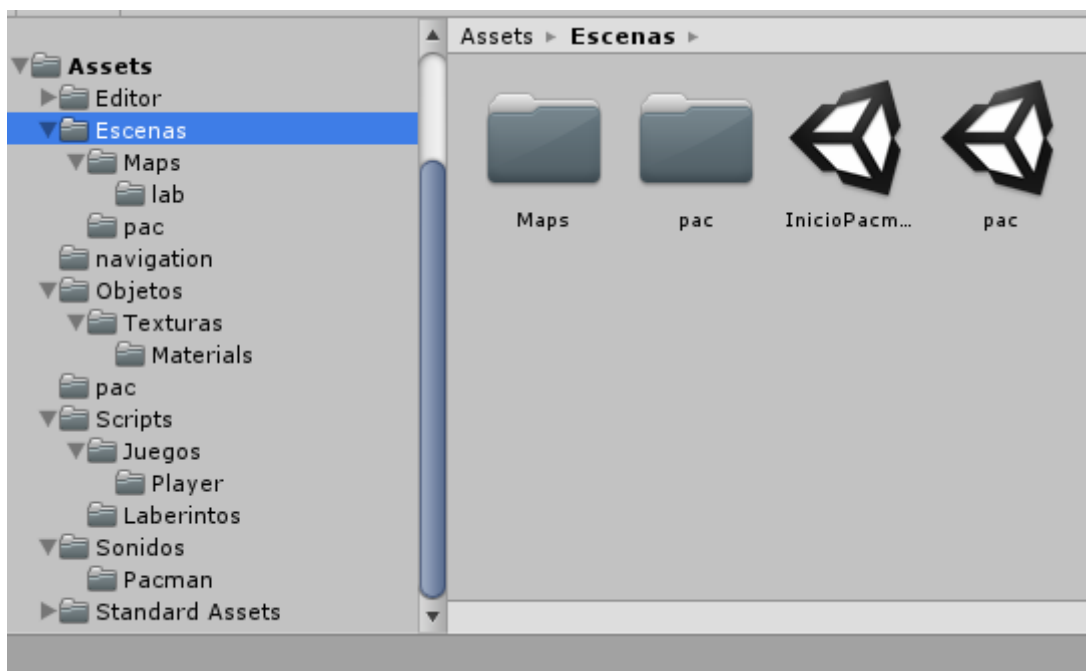 Assets
Editor
Escenas
Maps
lab
pac
navigation
Objetos
Texturas
Materials
pac
Scripts
Juegos
Player
Laberintos
Sonidos
Pacman
Standard Assets
Assets ▸ Escenas ▸
Maps pac InicioPacm... pac